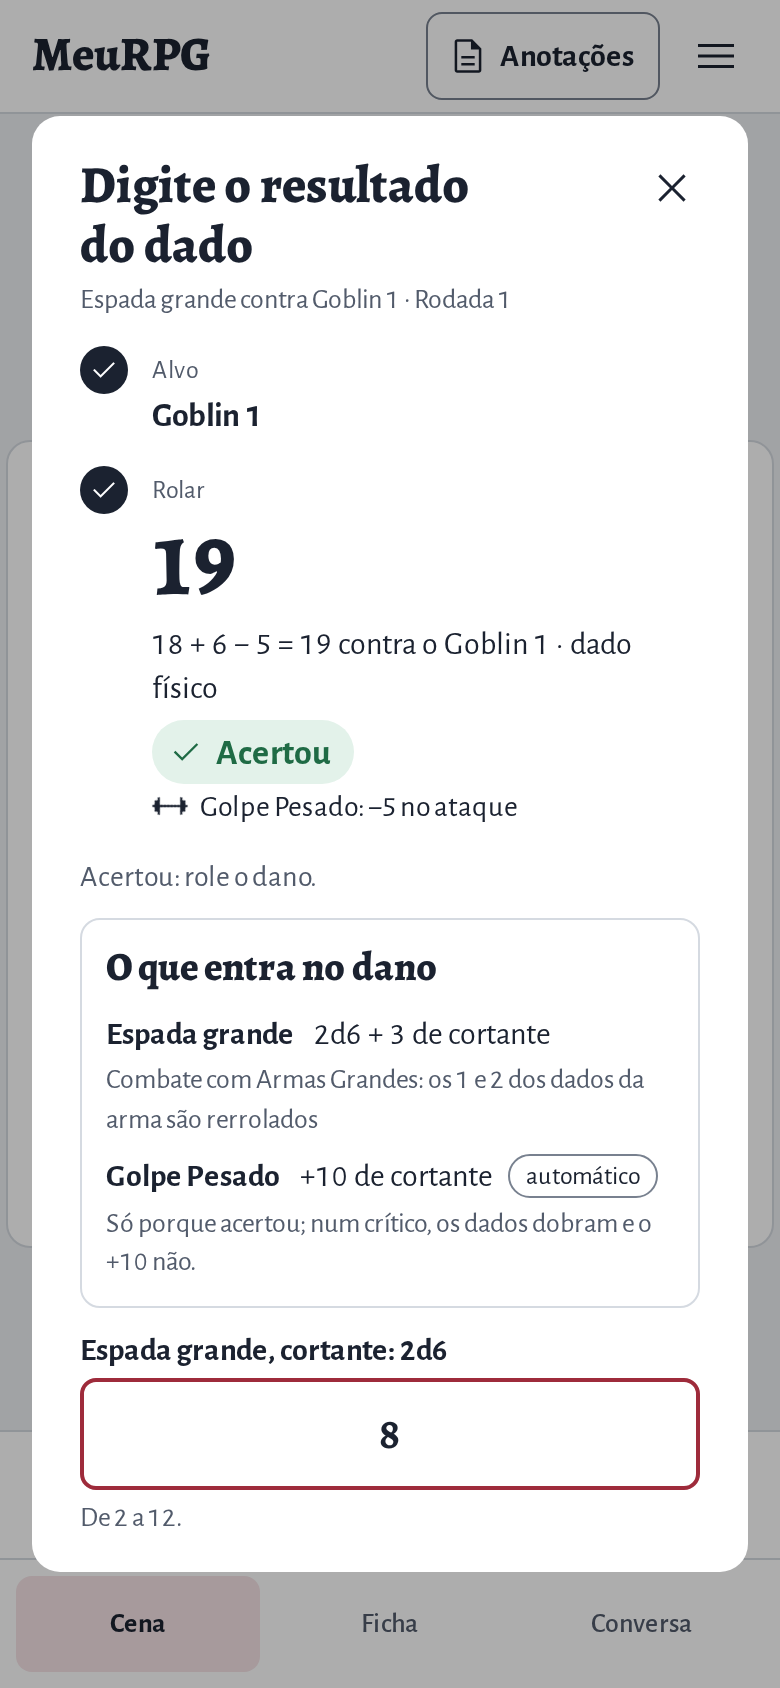 MeuRPG
Anotações
Digite o resultado
do dado
Espada grande contra Goblin 1 · Rodada 1
Alvo
Goblin 1
Rolar
19
18 + 6 − 5 = 19 contra o Goblin 1 · dado
físico
Acertou
Golpe Pesado: −5 no ataque
Acertou: role o dano.
O que entra no dano
Espada grande 2d6 + 3 de cortante
Combate com Armas Grandes: os 1 e 2 dos dados da
arma são rerrolados
Golpe Pesado +10 de cortante automático
Só porque acertou; num crítico, os dados dobram e o
+10 não.
Espada grande, cortante: 2d6
8
De 2 a 12.
Cena Ficha Conversa